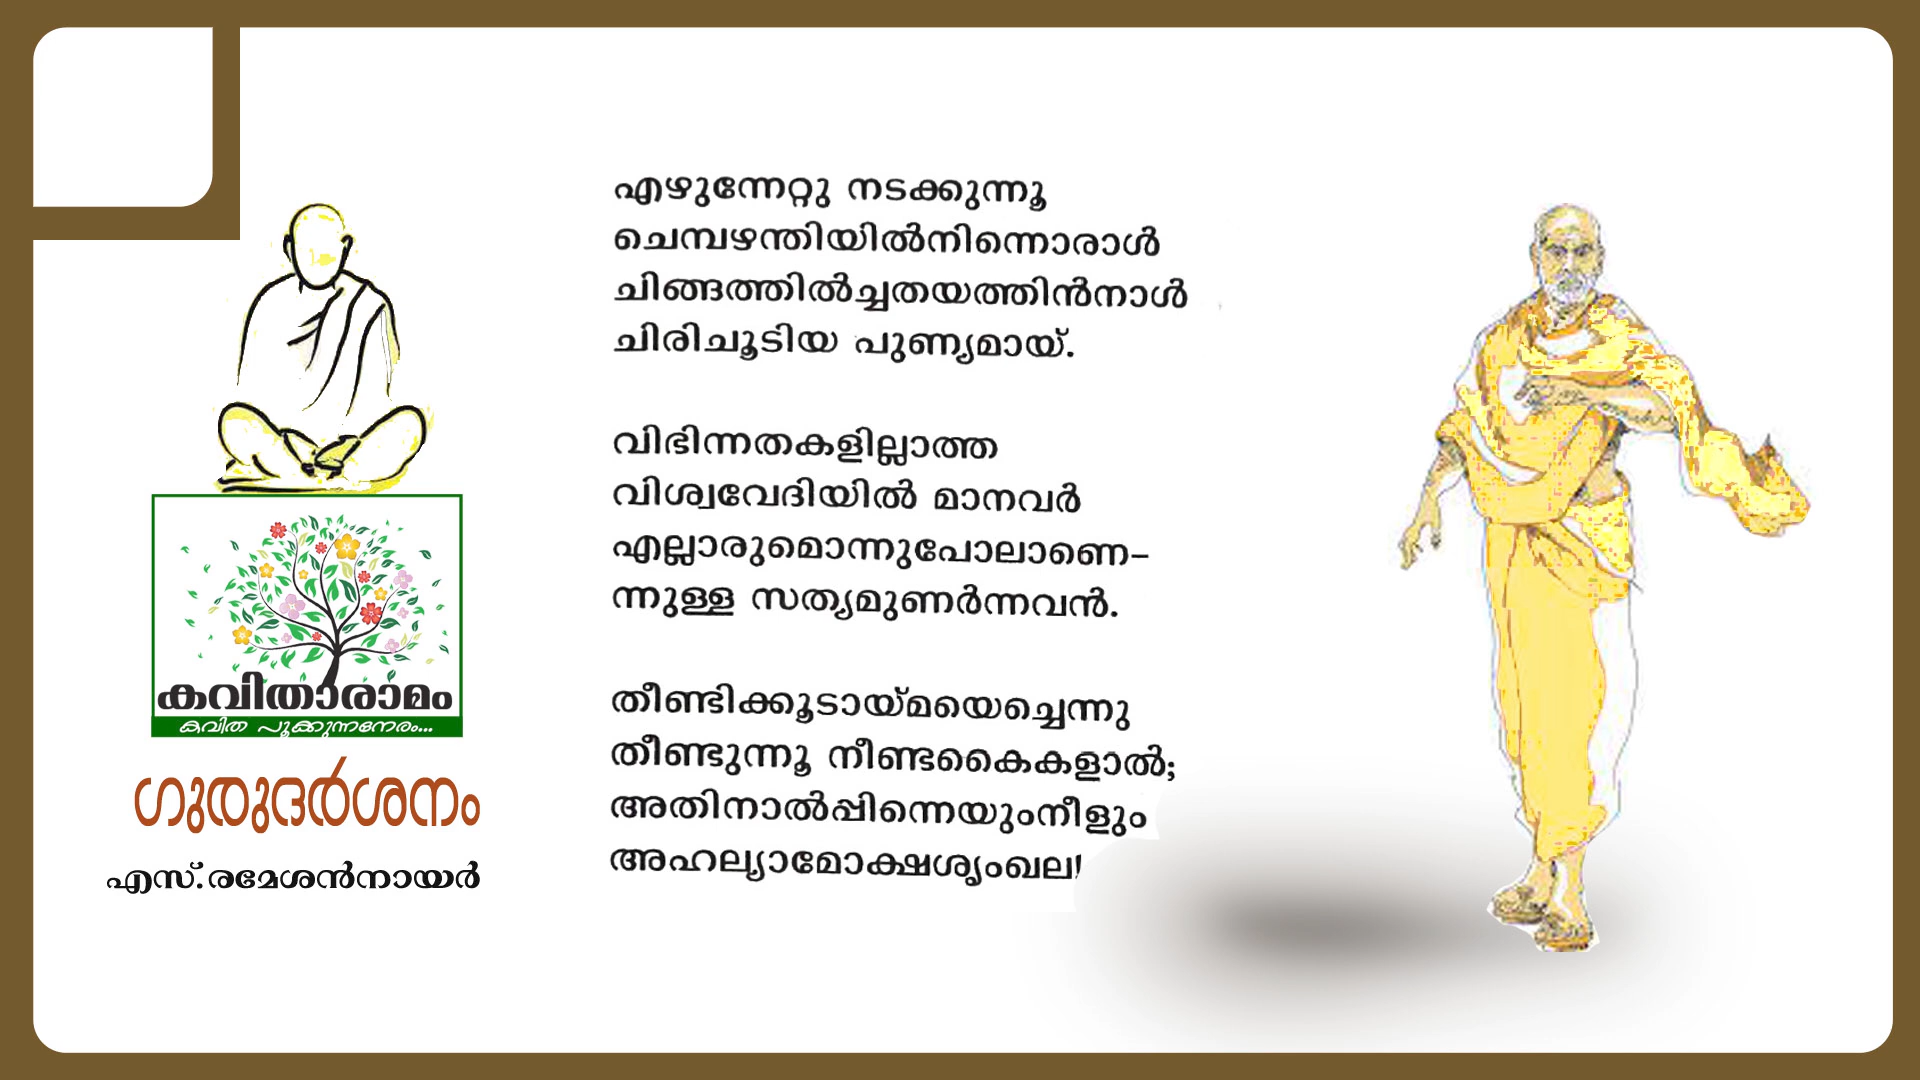 കവിതാരാമം
കവിത പൂക്കുന്നനേരം...
ഗുരുദർശനം
എസ്.രമേശൻനായർ
എഴുന്നേറ്റു നടക്കുന്നൂ
ചെമ്പഴന്തിയിൽനിന്നൊരാൾ
ചിങ്ങത്തിൽച്ചതയത്തിൻനാൾ
ചിരിചൂടിയ പുണ്യമായ്.
വിഭിന്നതകളില്ലാത്ത
വിശ്വവേദിയിൽ മാനവർ
എല്ലാരുമൊന്നുപോലാണെ–
ന്നുള്ള സത്യമുണർന്നവൻ.
തീണ്ടിക്കൂടായ്മയെച്ചെന്നു
തീണ്ടുന്നൂ നീണ്ടകൈകളാൽ;
അതിനാൽപ്പിന്നെയുംനീളും
അഹല്യാമോക്ഷശൃംഖല!